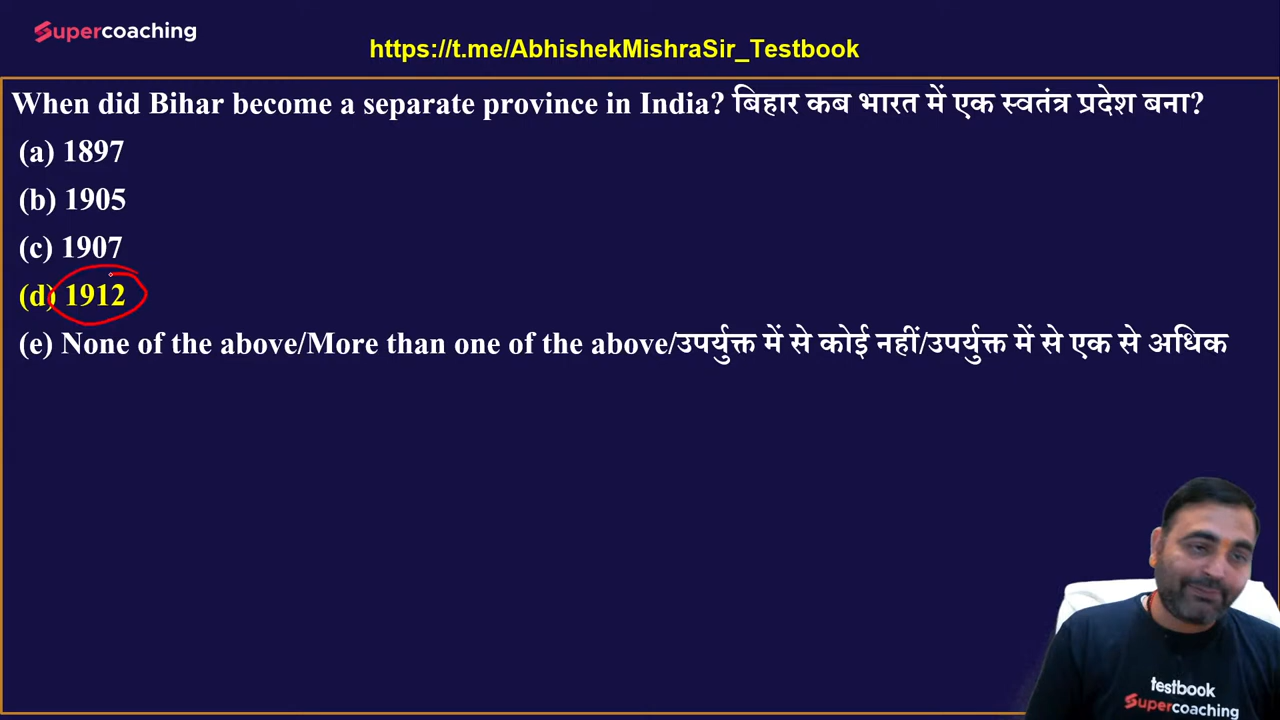 Supercoaching
https://t.me/AbhishekMishraSir_Testbook
When did Bihar become a separate province in India? बिहार कब भारत में एक स्वतंत्र प्रदेश बना?
(a) 1897
(b) 1905
(c) 1907
(d) 1912
(e) None of the above/More than one of the above/उपर्युक्त में से कोई नहीं/उपर्युक्त में से एक से अधिक
testbook
Supercoaching